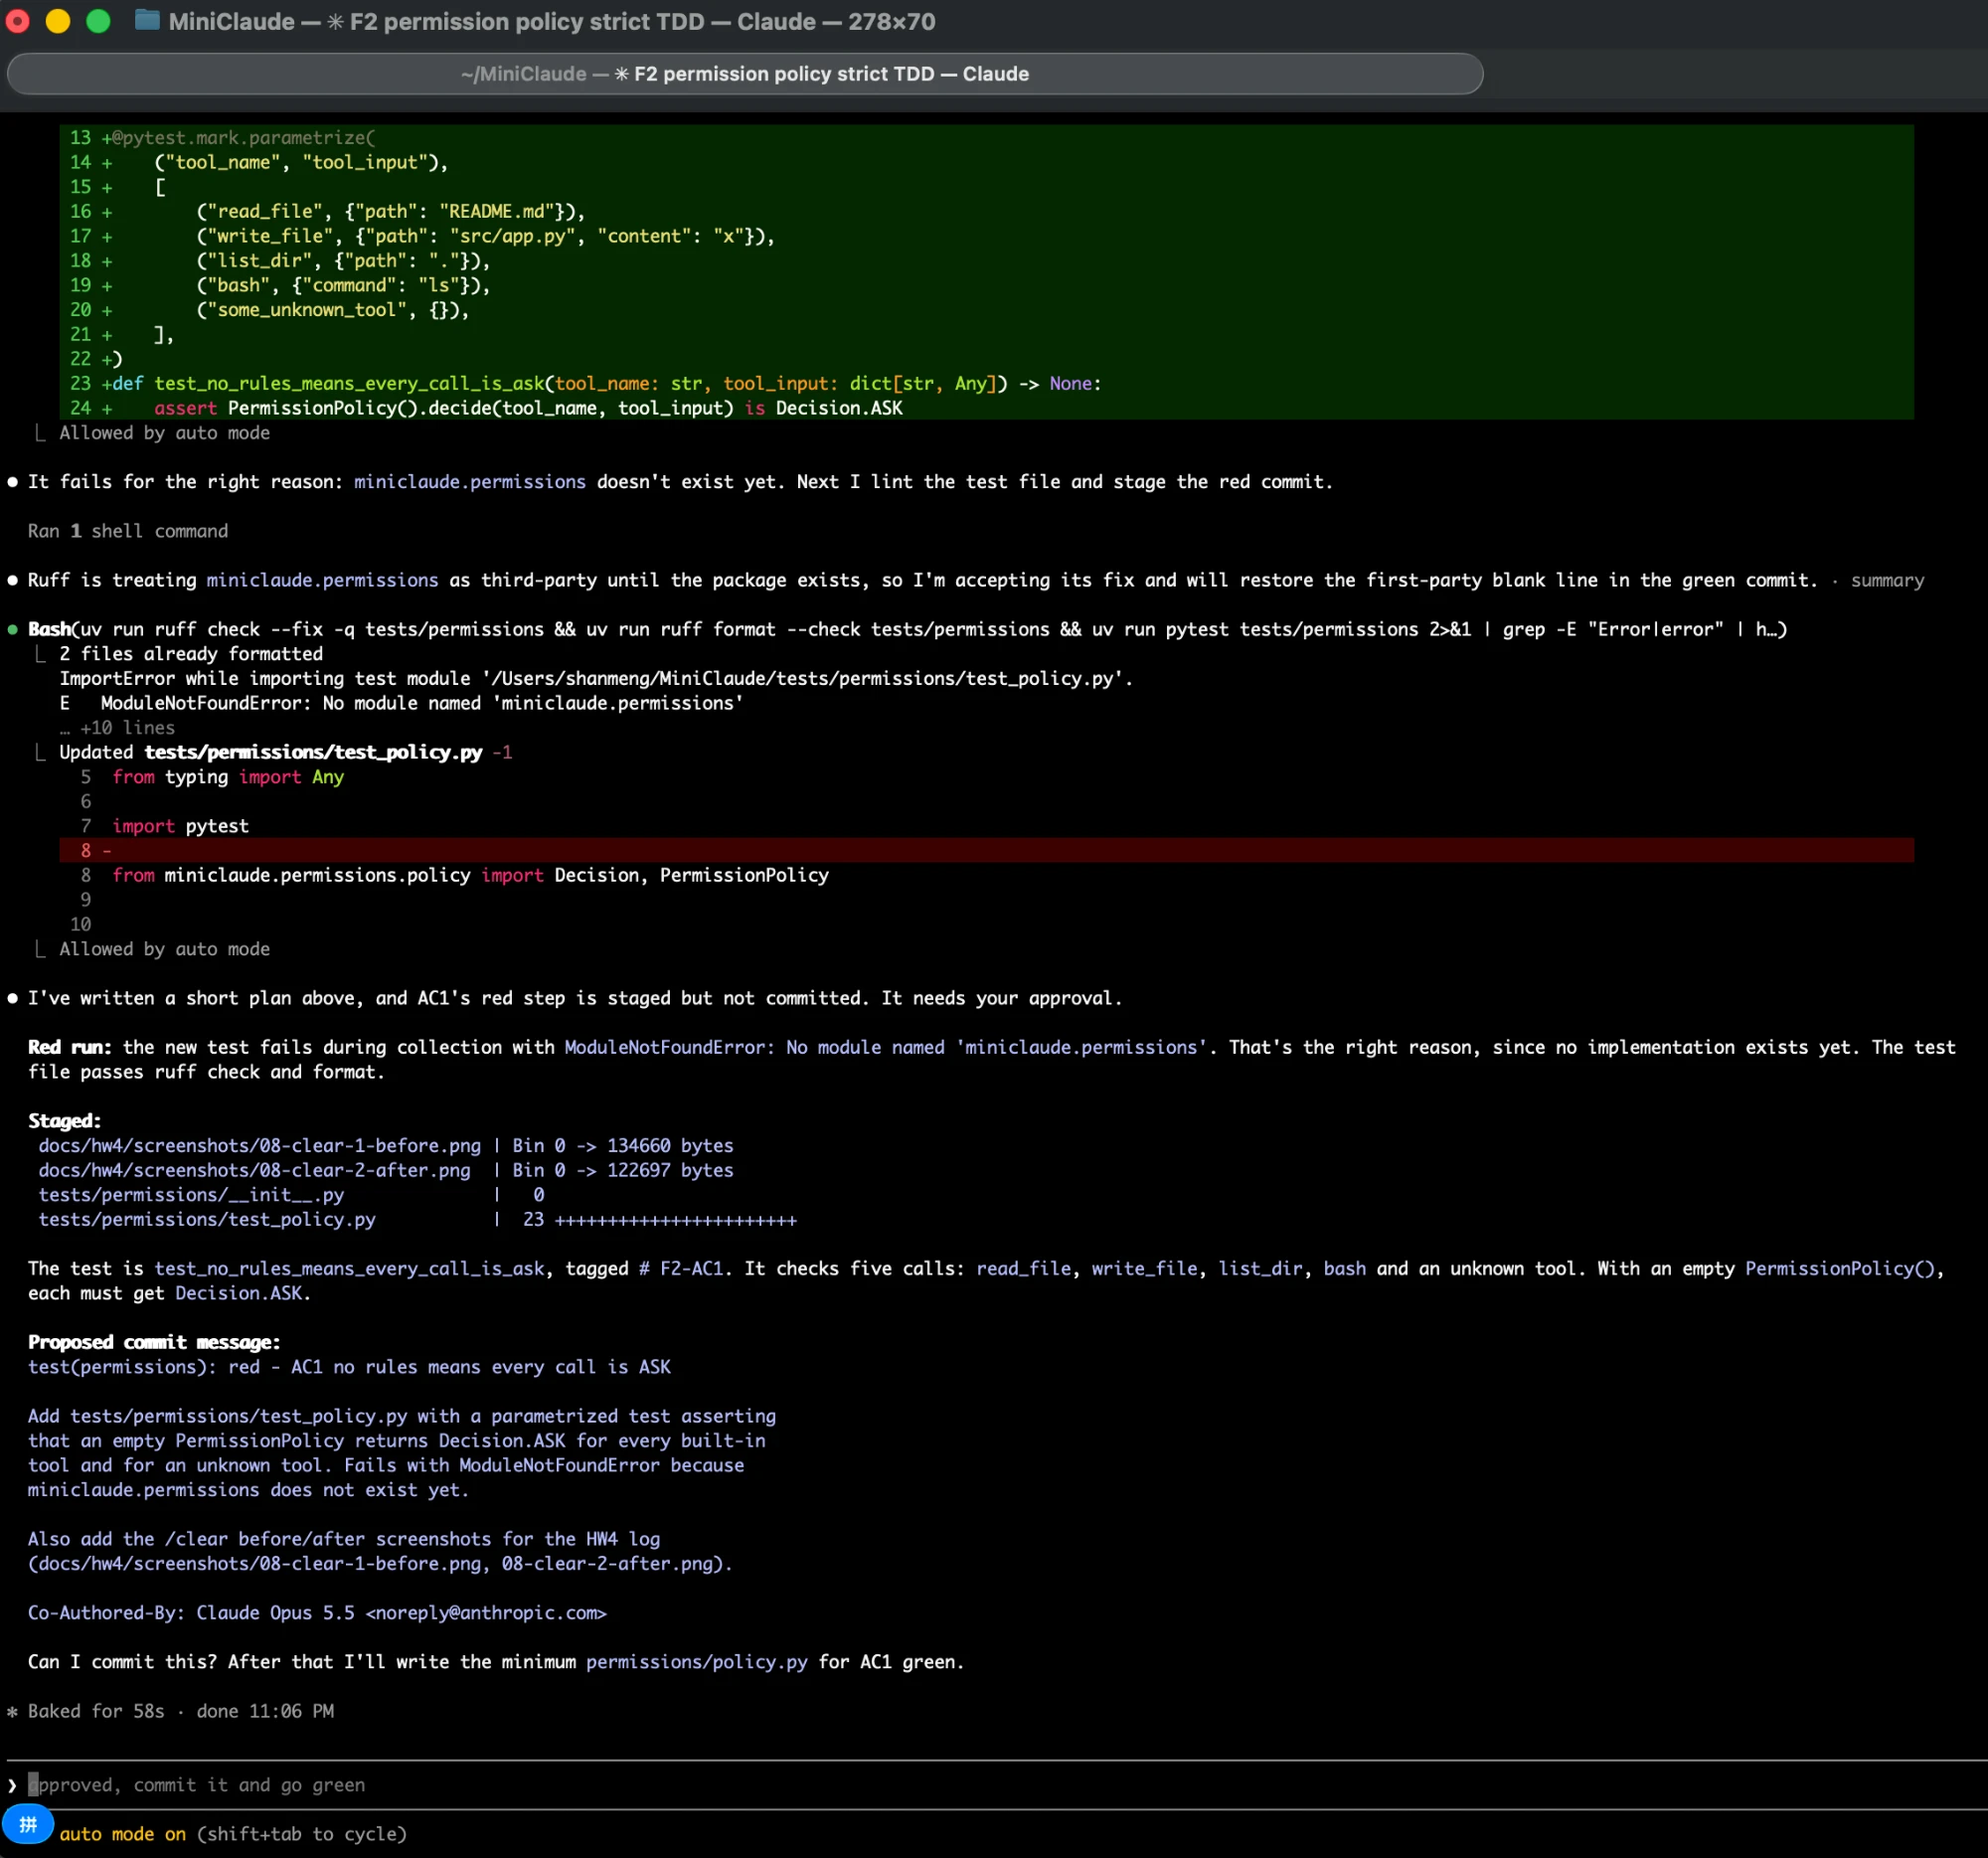 MiniClaude — ✳ F2 permission policy strict TDD — Claude — 278×70
~/MiniClaude — ✳ F2 permission policy strict TDD — Claude
13 +@pytest.mark.parametrize(
14 +    ("tool_name", "tool_input"),
15 +    [
16 +        ("read_file", {"path": "README.md"}),
17 +        ("write_file", {"path": "src/app.py", "content": "x"}),
18 +        ("list_dir", {"path": "."}),
19 +        ("bash", {"command": "ls"}),
20 +        ("some_unknown_tool", {}),
21 +    ],
22 +)
23 +def test_no_rules_means_every_call_is_ask(tool_name: str, tool_input: dict[str, Any]) -> None:
24 +    assert PermissionPolicy().decide(tool_name, tool_input) is Decision.ASK
⎿ Allowed by auto mode
● It fails for the right reason: miniclaude.permissions doesn't exist yet. Next I lint the test file and stage the red commit.
Ran 1 shell command
● Ruff is treating miniclaude.permissions as third-party until the package exists, so I'm accepting its fix and will restore the first-party blank line in the green commit. · summary
● Bash(uv run ruff check --fix -q tests/permissions && uv run ruff format --check tests/permissions && uv run pytest tests/permissions 2>&1 | grep -E "Error|error" | h…)
⎿ 2 files already formatted
ImportError while importing test module '/Users/shanmeng/MiniClaude/tests/permissions/test_policy.py'.
E   ModuleNotFoundError: No module named 'miniclaude.permissions'
… +10 lines
⎿ Updated tests/permissions/test_policy.py -1
5  from typing import Any
6
7  import pytest
8 -
8  from miniclaude.permissions.policy import Decision, PermissionPolicy
9
10
⎿ Allowed by auto mode
● I've written a short plan above, and AC1's red step is staged but not committed. It needs your approval.
Red run: the new test fails during collection with ModuleNotFoundError: No module named 'miniclaude.permissions'. That's the right reason, since no implementation exists yet. The test
file passes ruff check and format.
Staged:
docs/hw4/screenshots/08-clear-1-before.png | Bin 0 -> 134660 bytes
docs/hw4/screenshots/08-clear-2-after.png  | Bin 0 -> 122697 bytes
tests/permissions/__init__.py              |   0
tests/permissions/test_policy.py           |  23 +++++++++++++++++++++++
The test is test_no_rules_means_every_call_is_ask, tagged # F2-AC1. It checks five calls: read_file, write_file, list_dir, bash and an unknown tool. With an empty PermissionPolicy(),
each must get Decision.ASK.
Proposed commit message:
test(permissions): red - AC1 no rules means every call is ASK
Add tests/permissions/test_policy.py with a parametrized test asserting
that an empty PermissionPolicy returns Decision.ASK for every built-in
tool and for an unknown tool. Fails with ModuleNotFoundError because
miniclaude.permissions does not exist yet.
Also add the /clear before/after screenshots for the HW4 log
(docs/hw4/screenshots/08-clear-1-before.png, 08-clear-2-after.png).
Co-Authored-By: Claude Opus 5.5 <noreply@anthropic.com>
Can I commit this? After that I'll write the minimum permissions/policy.py for AC1 green.
✻ Baked for 58s · done 11:06 PM
❯ approved, commit it and go green
拼
auto mode on (shift+tab to cycle)